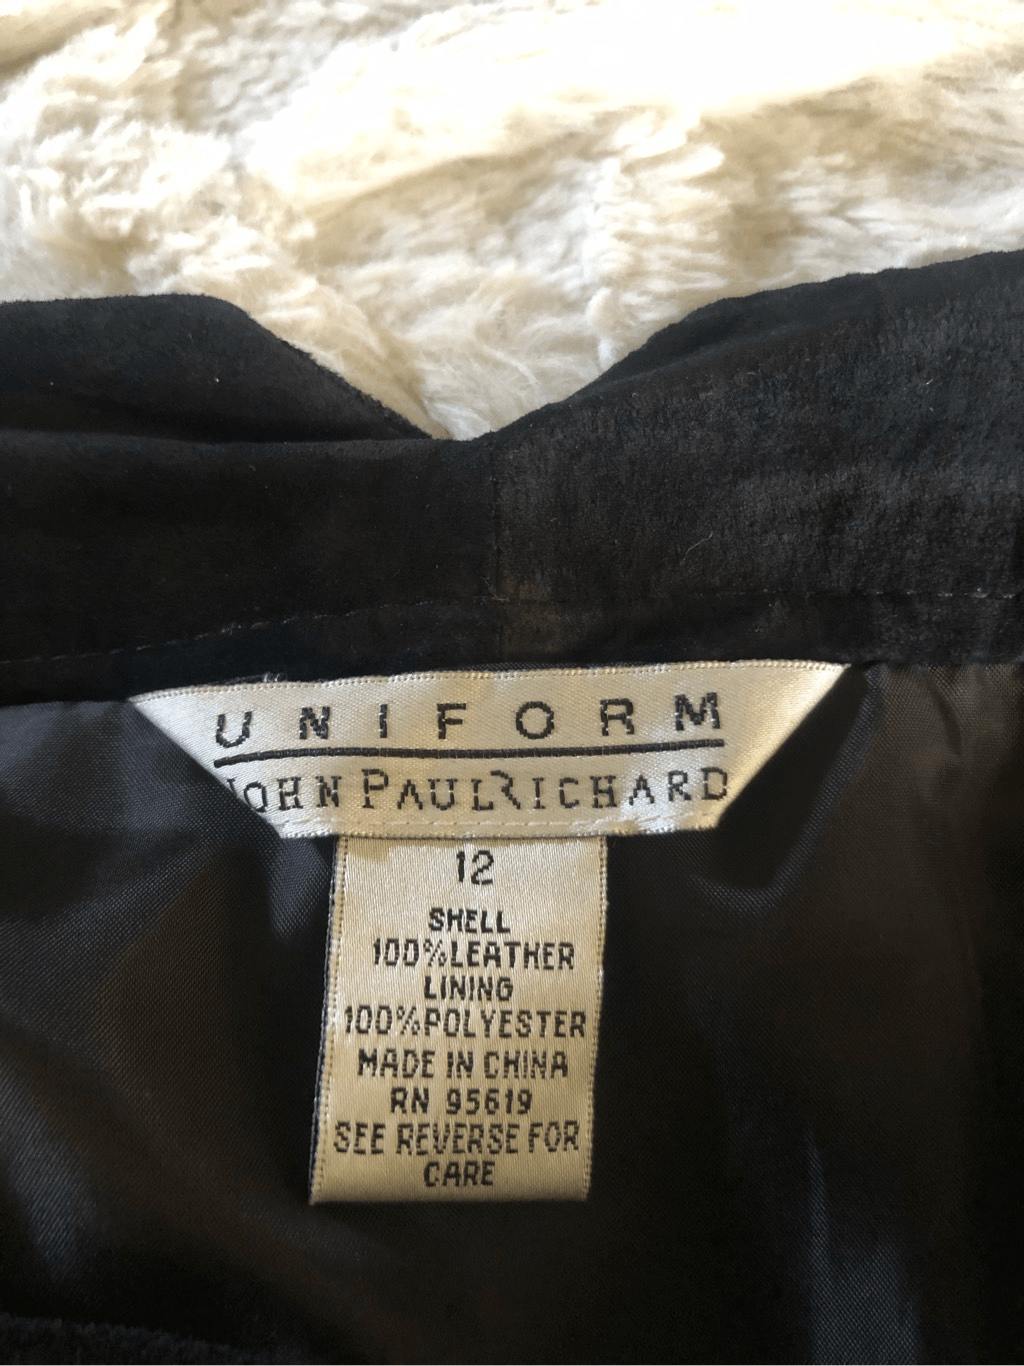 UNIFORM
JOHN PAUL RICHARD
12
SHELL
100%LEATHER
LINING
100%POLYESTER
MADE IN CHINA
RN 95619
SEE REVERSE FOR
CARE